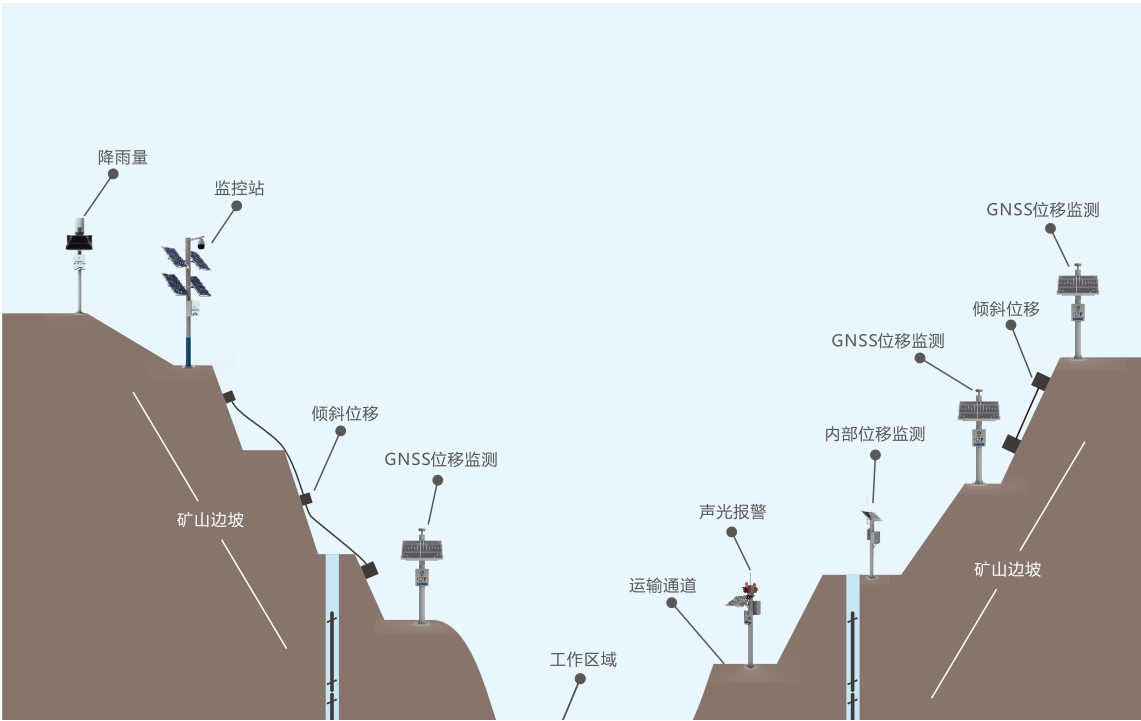 降雨量
监控站
GNSS位移监测
倾斜位移
GNSS位移监测
倾斜位移
内部位移监测
GNSS位移监测
声光报警
矿山边坡
矿山边坡
运输通道
工作区域